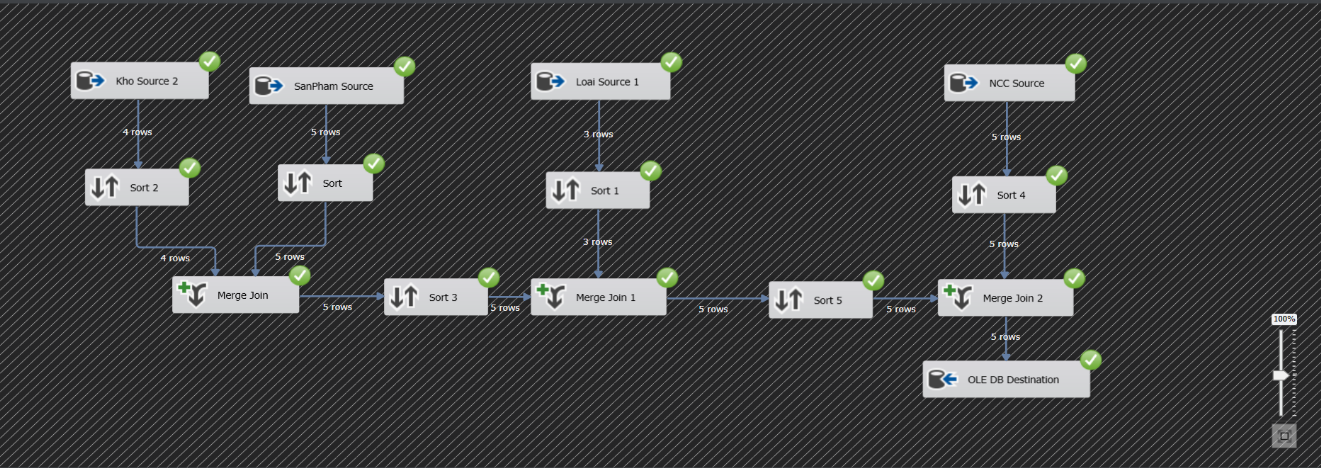 Kho Source 2
SanPham Source
Loai Source 1
NCC Source
4 rows
5 rows
3 rows
5 rows
Sort 2
Sort
Sort 1
Sort 4
4 rows
5 rows
3 rows
5 rows
Merge Join
5 rows
Sort 3
5 rows
Merge Join 1
5 rows
Sort 5
5 rows
Merge Join 2
5 rows
OLE DB Destination
100%